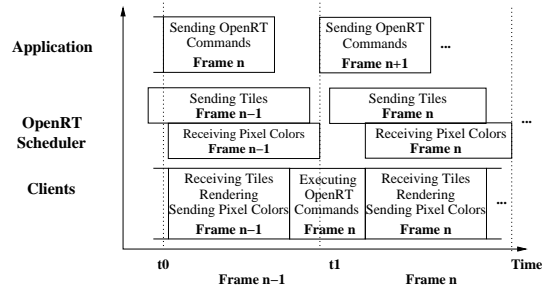 Application
Sending OpenRT
Commands
Frame n
Sending OpenRT
Commands
Frame n+1
...
OpenRT
Scheduler
Sending Tiles
Frame n−1
Sending Tiles
Frame n
...
Receiving Pixel Colors
Frame n−1
Receiving Pixel Colors
Frame n
Clients
Receiving Tiles
Rendering
Sending Pixel Colors
Frame n−1
Executing
OpenRT
Commands
Frame n
Receiving Tiles
Rendering
Sending Pixel Colors
Frame n
...
t0
t1
Time
Frame n−1
Frame n